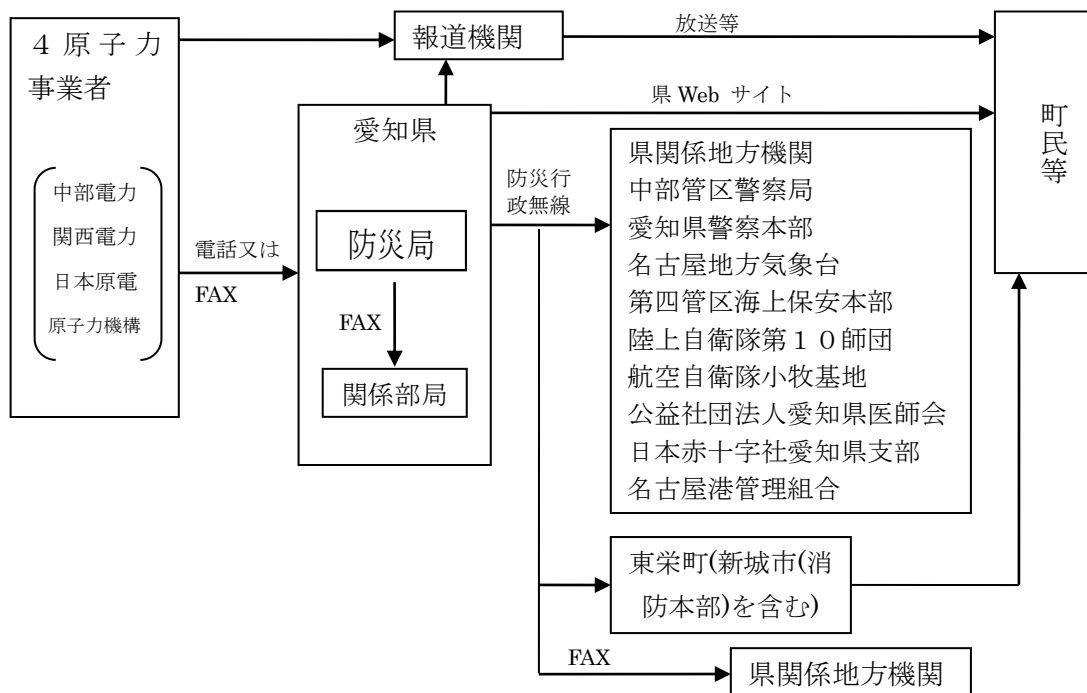 ４原子力
事業者
中部電力
関西電力
日本原電
原子力機構
電話又は
FAX
報道機関
放送等
県 Web サイト
愛知県
防災局
FAX
関係部局
防災行
政無線
県関係地方機関
中部管区警察局
愛知県警察本部
名古屋地方気象台
第四管区海上保安本部
陸上自衛隊第１０師団
航空自衛隊小牧基地
公益社団法人愛知県医師会
日本赤十字社愛知県支部
名古屋港管理組合
東栄町(新城市(消
防本部)を含む)
FAX
県関係地方機関
町民等